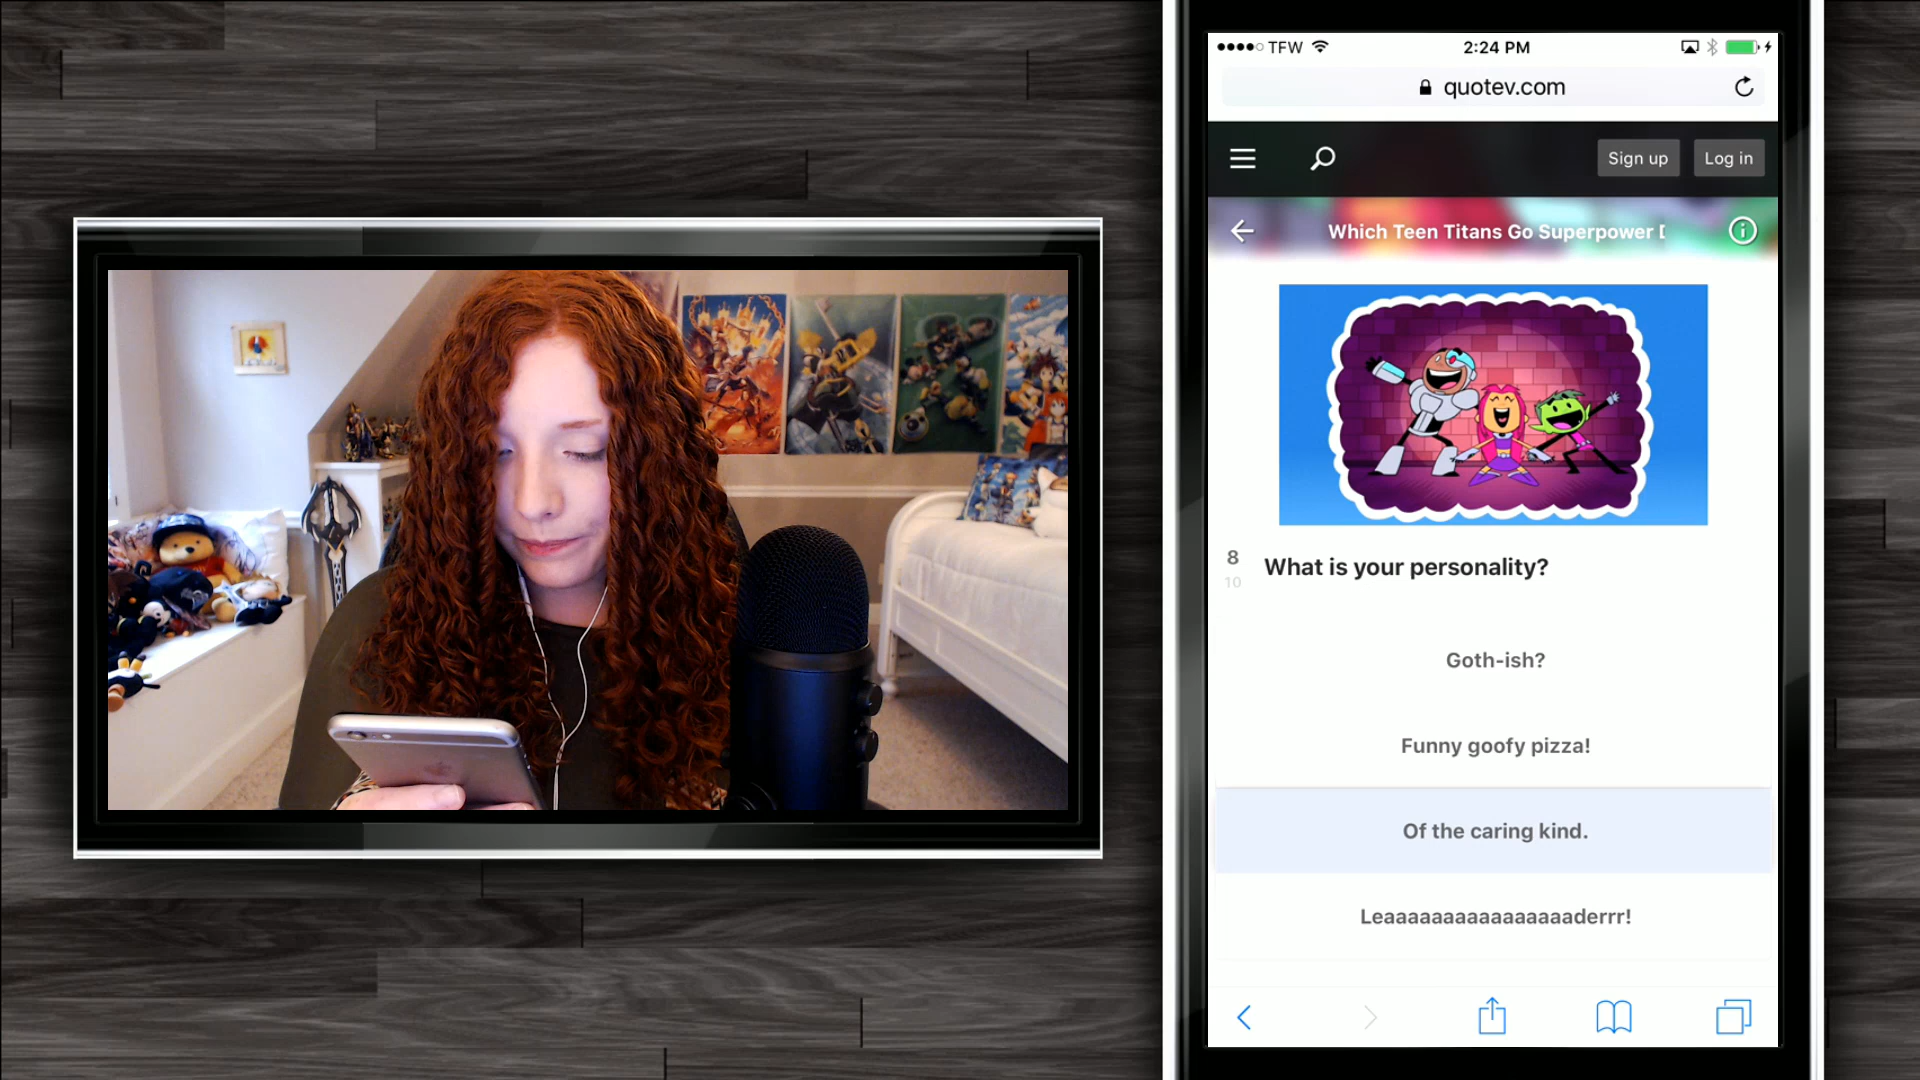 TFW
2:24 PM
quotev.com
Sign up
Log in
Which Teen Titans Go Superpower D
8
10
What is your personality?
Goth-ish?
Funny goofy pizza!
Of the caring kind.
Leaaaaaaaaaaaaaaaaderrr!